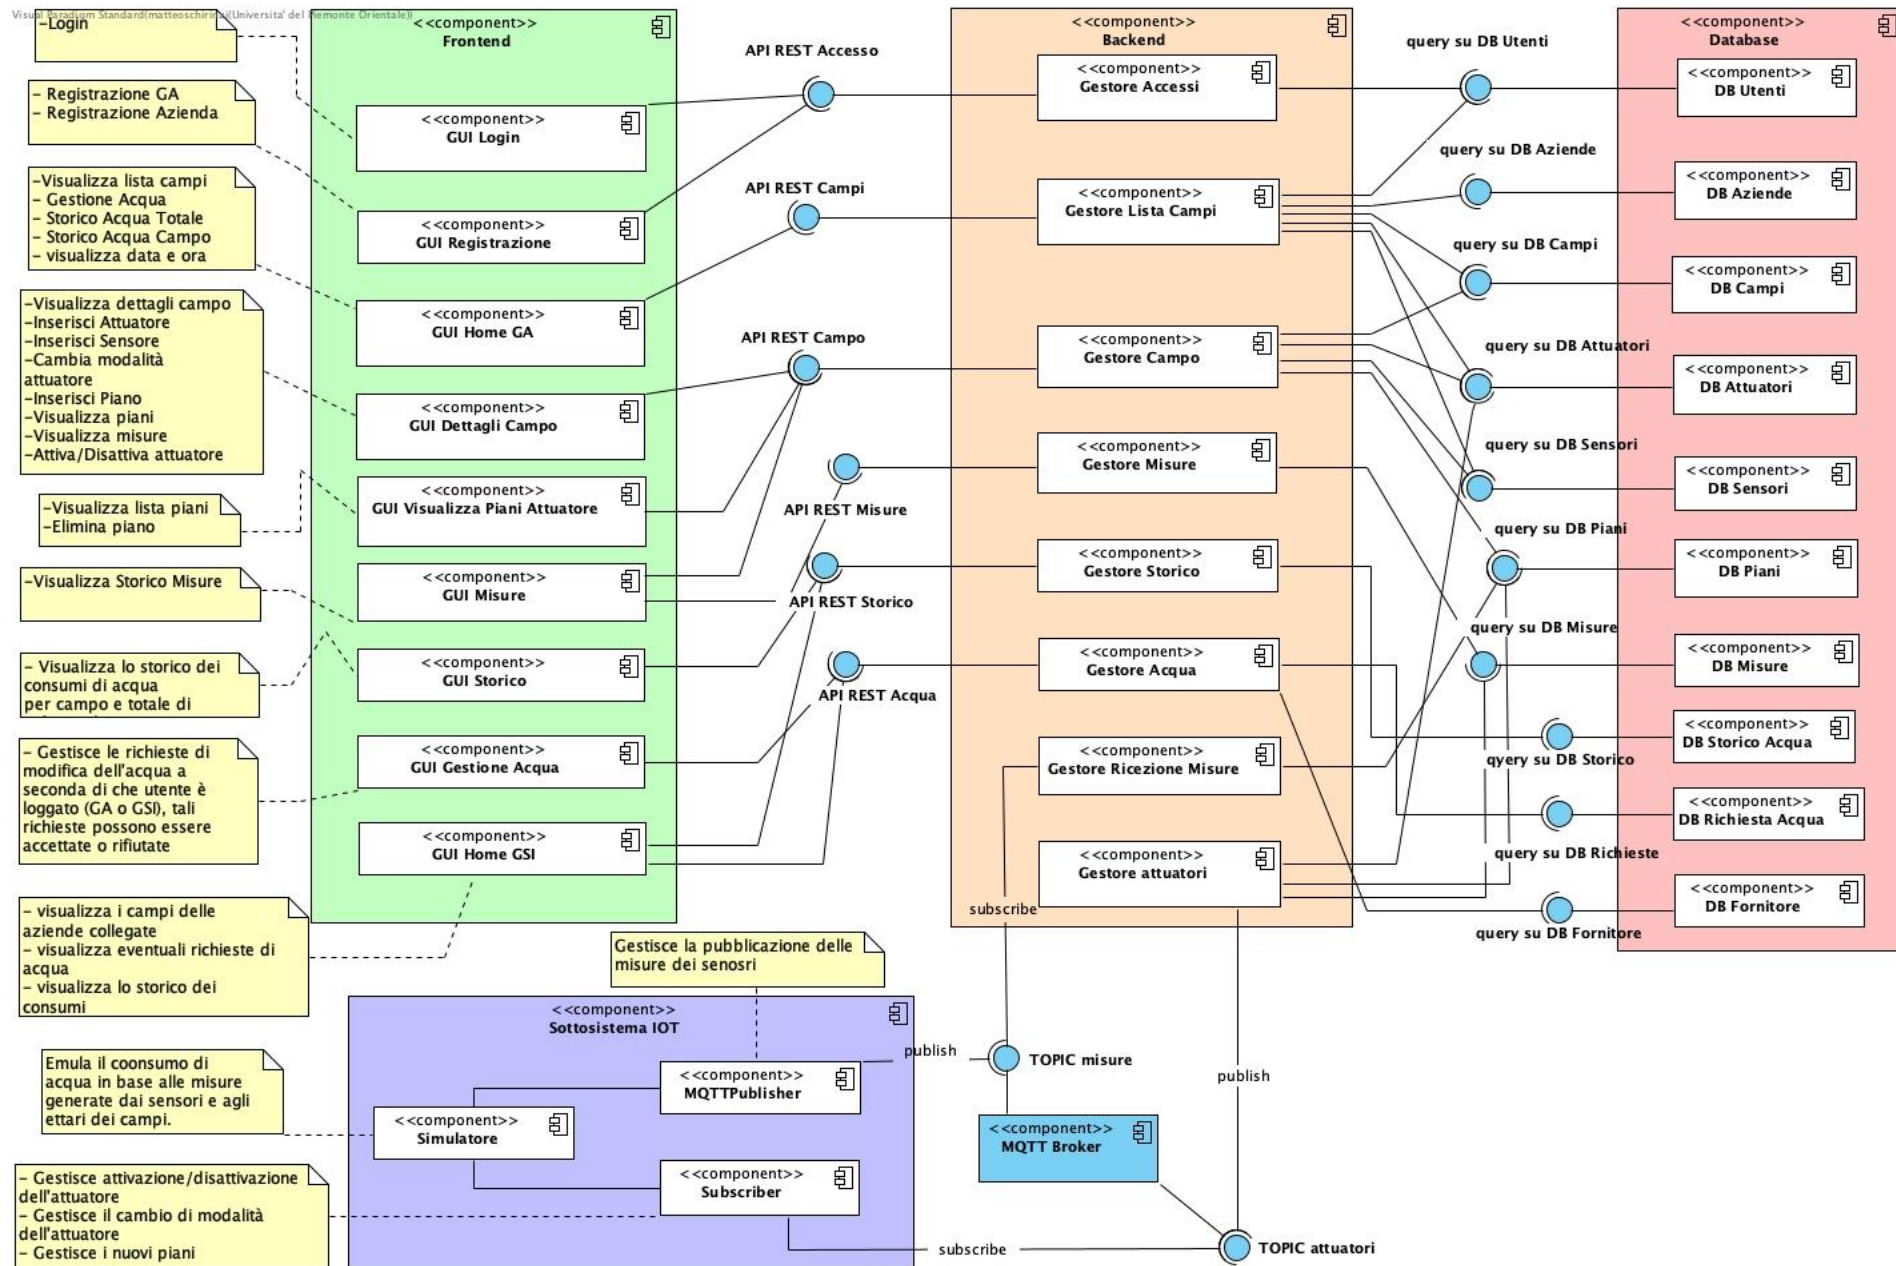 Visual Paradigm Standard(matteoschirinzi(Universita' del Piemonte Orientale))
-Login
- Registrazione GA
- Registrazione Azienda
-Visualizza lista campi
- Gestione Acqua
- Storico Acqua Totale
- Storico Acqua Campo
- visualizza data e ora
-Visualizza dettagli campo
-Inserisci Attuatore
-Inserisci Sensore
-Cambia modalità
attuatore
-Inserisci Piano
-Visualizza piani
-Visualizza misure
-Attiva/Disattiva attuatore
-Visualizza lista piani
-Elimina piano
-Visualizza Storico Misure
- Visualizza lo storico dei
consumi di acqua
per campo e totale di
- Gestisce le richieste di
modifica dell'acqua a
seconda di che utente è
loggato (GA o GSI), tali
richieste possono essere
accettate o rifiutate
- visualizza i campi delle
aziende collegate
- visualizza eventuali richieste di
acqua
- visualizza lo storico dei
consumi
Emula il coonsumo di
acqua in base alle misure
generate dai sensori e agli
ettari dei campi.
- Gestisce attivazione/disattivazione
dell'attuatore
- Gestisce il cambio di modalità
dell'attuatore
- Gestisce i nuovi piani
<<component>>
Frontend
<<component>>
GUI Login
<<component>>
GUI Registrazione
<<component>>
GUI Home GA
<<component>>
GUI Dettagli Campo
<<component>>
GUI Visualizza Piani Attuatore
<<component>>
GUI Misure
<<component>>
GUI Storico
<<component>>
GUI Gestione Acqua
<<component>>
GUI Home GSI
API REST Accesso
API REST Campi
API REST Campo
API REST Misure
API REST Storico
API REST Acqua
<<component>>
Backend
<<component>>
Gestore Accessi
<<component>>
Gestore Lista Campi
<<component>>
Gestore Campo
<<component>>
Gestore Misure
<<component>>
Gestore Storico
<<component>>
Gestore Acqua
<<component>>
Gestore Ricezione Misure
<<component>>
Gestore attuatori
query su DB Utenti
query su DB Aziende
query su DB Campi
query su DB Attuatori
query su DB Sensori
query su DB Piani
query su DB Misure
qyery su DB Storico
query su DB Richieste
query su DB Fornitore
<<component>>
Database
<<component>>
DB Utenti
<<component>>
DB Aziende
<<component>>
DB Campi
<<component>>
DB Attuatori
<<component>>
DB Sensori
<<component>>
DB Piani
<<component>>
DB Misure
<<component>>
DB Storico Acqua
<<component>>
DB Richiesta Acqua
<<component>>
DB Fornitore
Gestisce la pubblicazione delle
misure dei senosri
<<component>>
Sottosistema IOT
<<component>>
MQTTPublisher
<<component>>
Simulatore
<<component>>
Subscriber
subscribe
publish
TOPIC misure
publish
<<component>>
MQTT Broker
subscribe
TOPIC attuatori